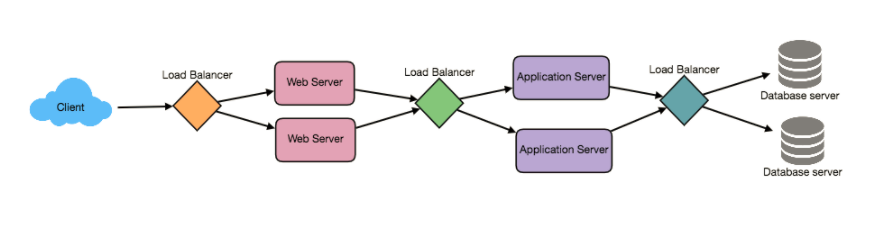 Client
Load Balancer
Web Server
Web Server
Load Balancer
Application Server
Application Server
Load Balancer
Database server
Database server